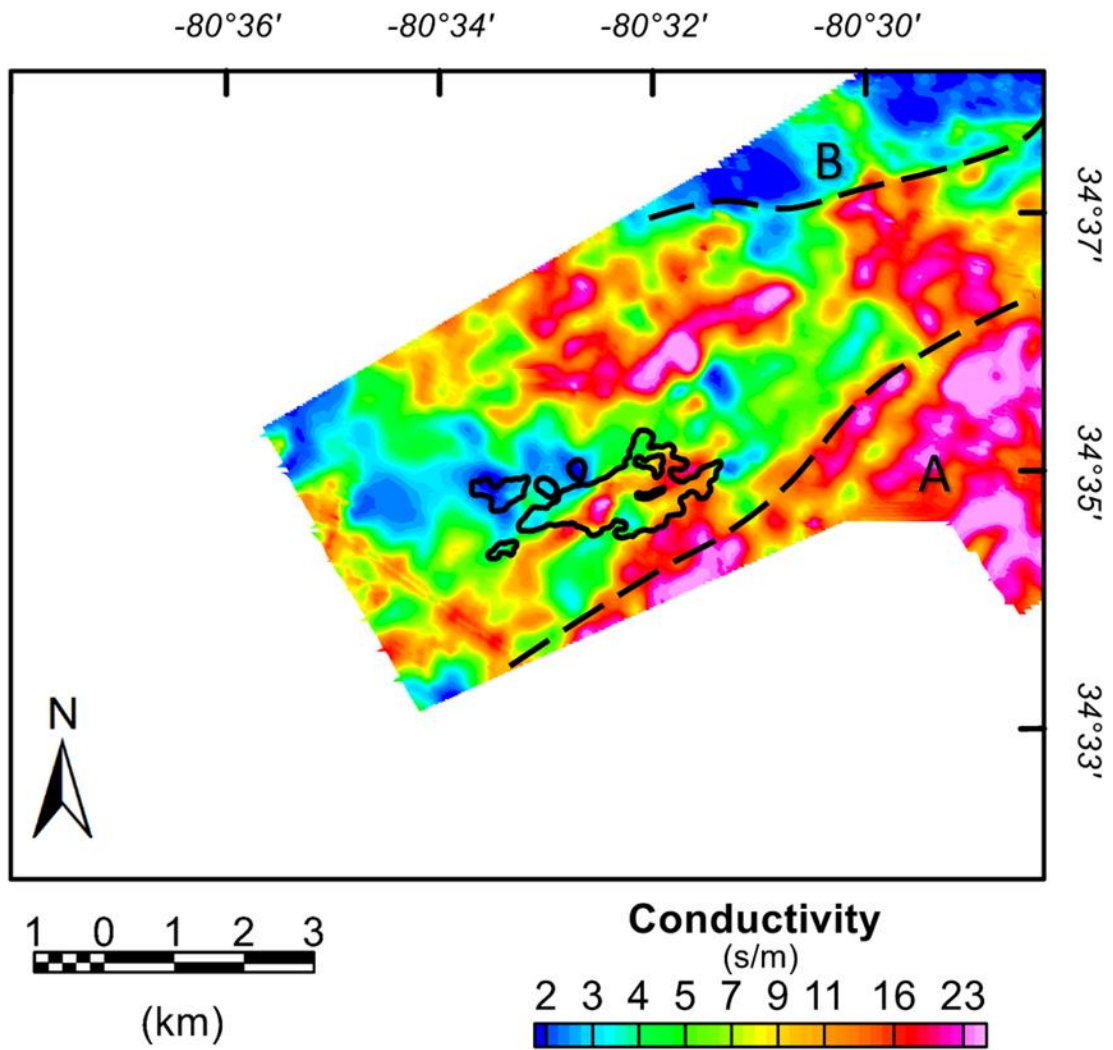 -80°36' -80°34' -80°32' -80°30'
B
34°37'
A
34°35'
34°33'
N
1 0 1 2 3
(km)
Conductivity
(s/m)
2 3 4 5 7 9 11 16 23